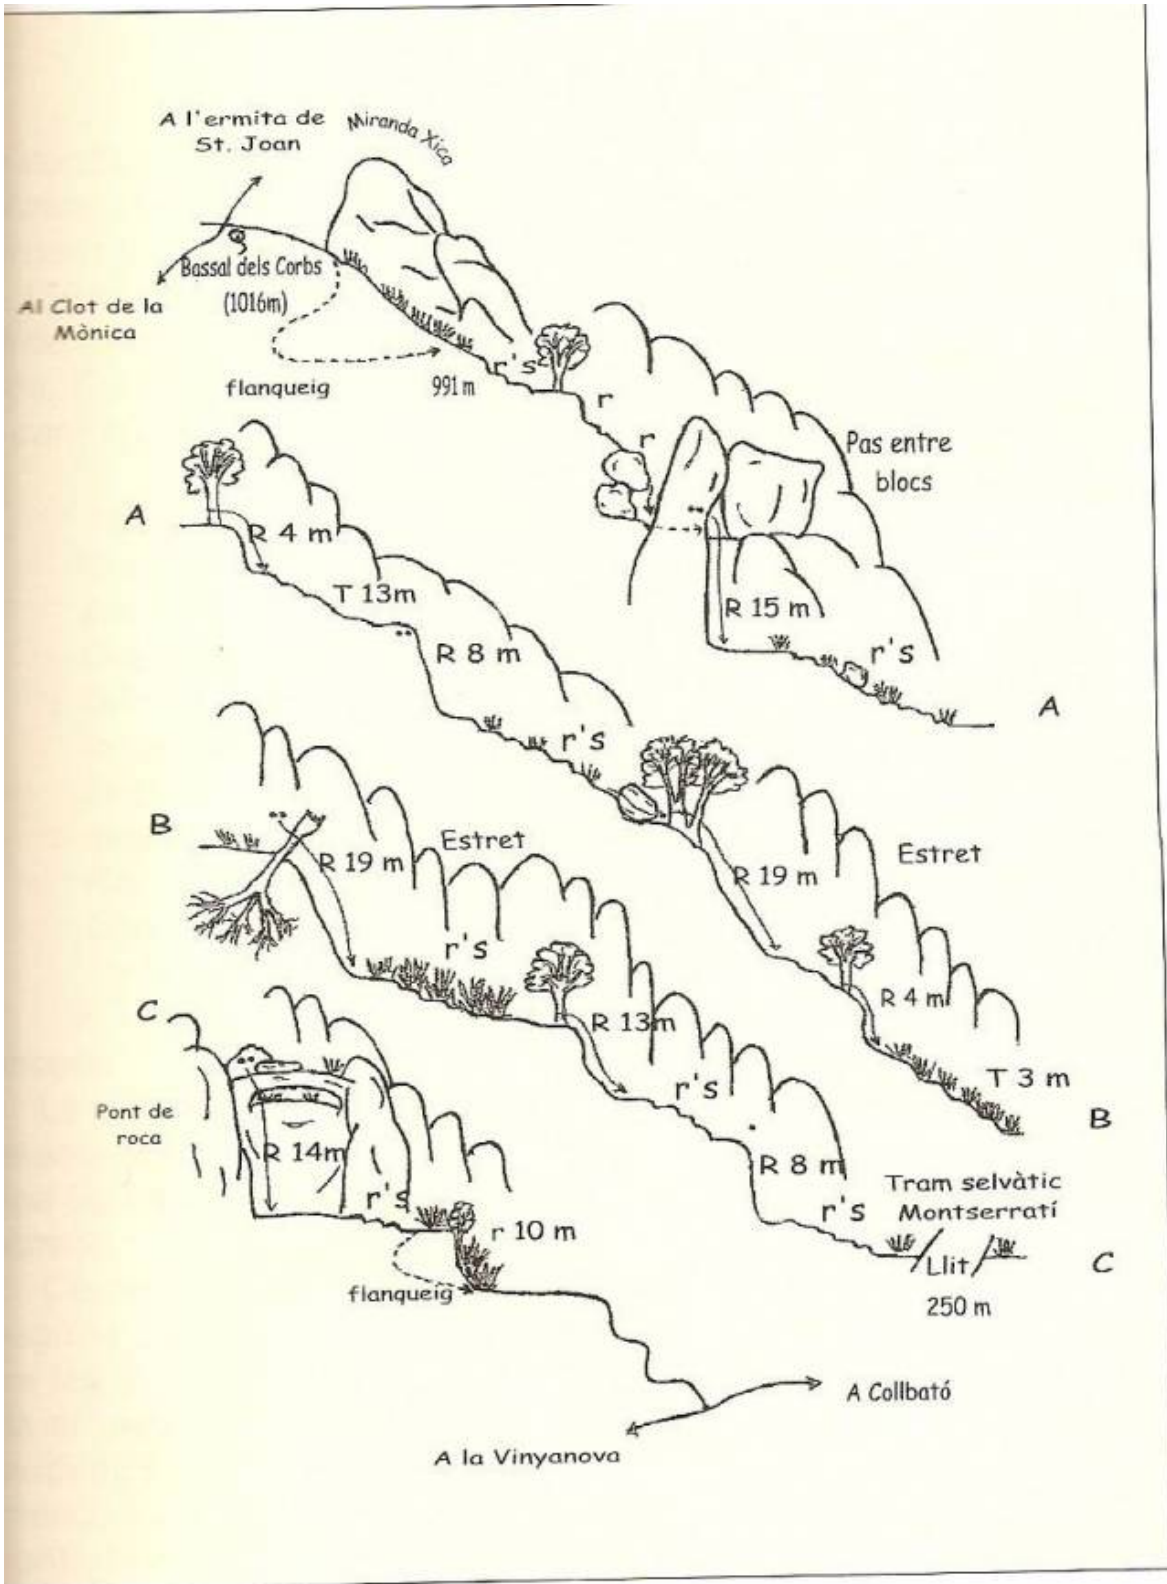 A l'ermita de
St. Joan
Miranda Xica
Bassal dels Corbs
(1016m)
Al Clot de la
Mònica
flanqueig
991 m
r's
r
r
Pas entre
blocs
R 15 m
r's
A
A
R 4 m
T 13m
R 8 m
r's
Estret
R 19 m
R 4 m
T 3 m
B
B
R 19 m
Estret
r's
R 13m
r's
R 8 m
r's
Tram selvàtic
Montserratí
Llit
250 m
C
C
Pont de
roca
R 14m
r's
r 10 m
flanqueig
A Collbató
A la Vinyanova